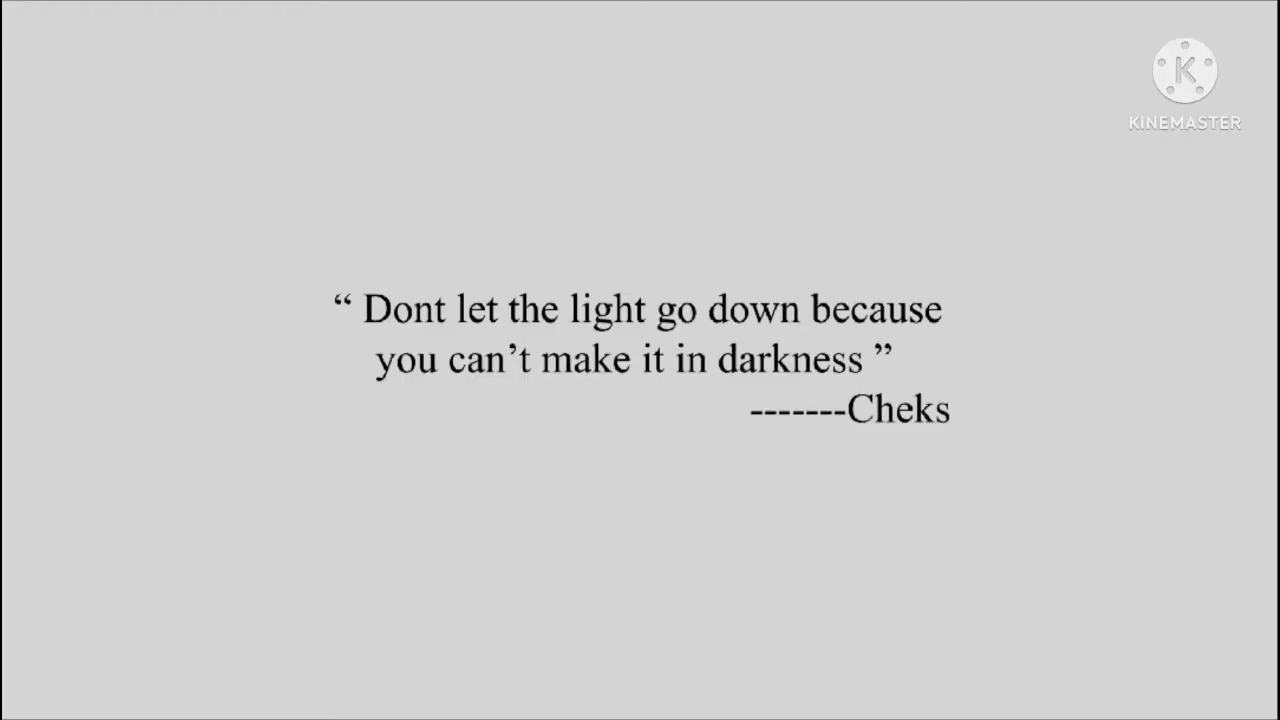 K
KINEMASTER
“ Dont let the light go down because
you can’t make it in darkness ”
-------Cheks